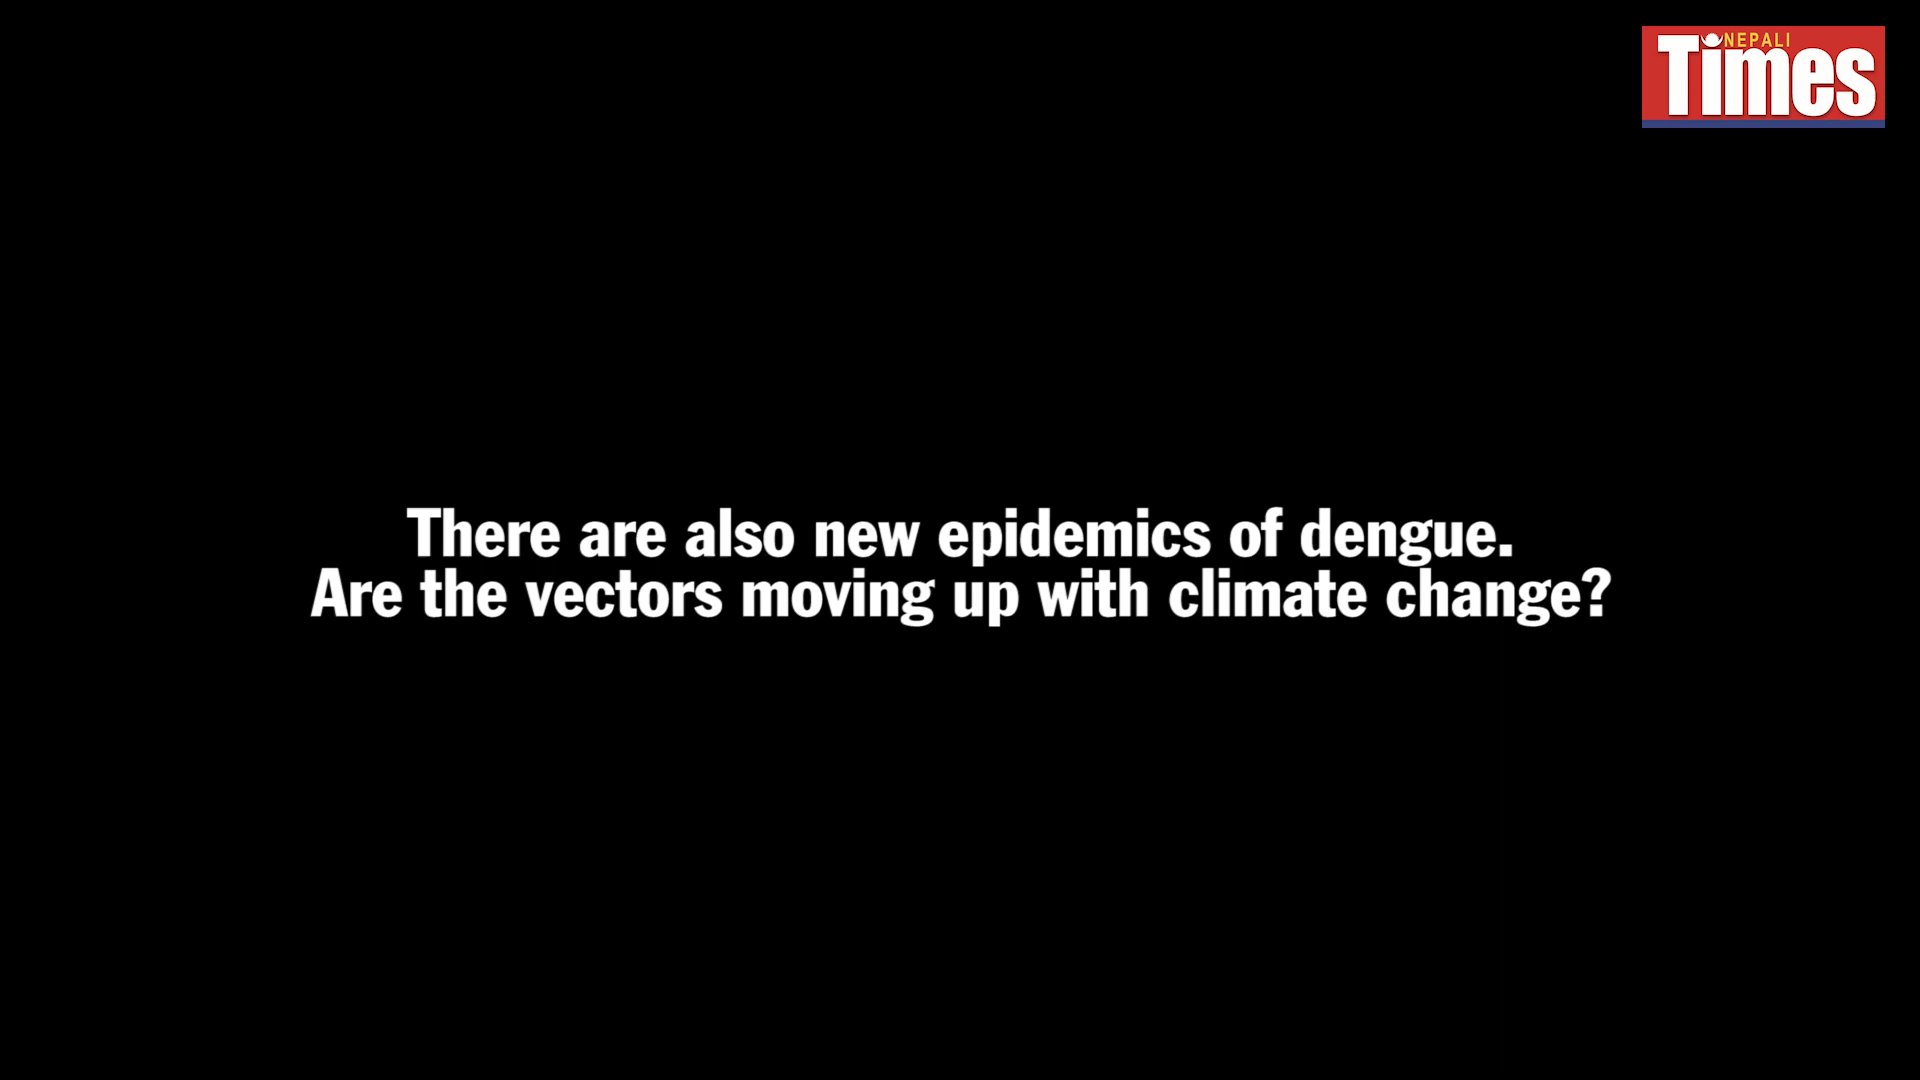 NEPALI
Times
There are also new epidemics of dengue.
Are the vectors moving up with climate change?